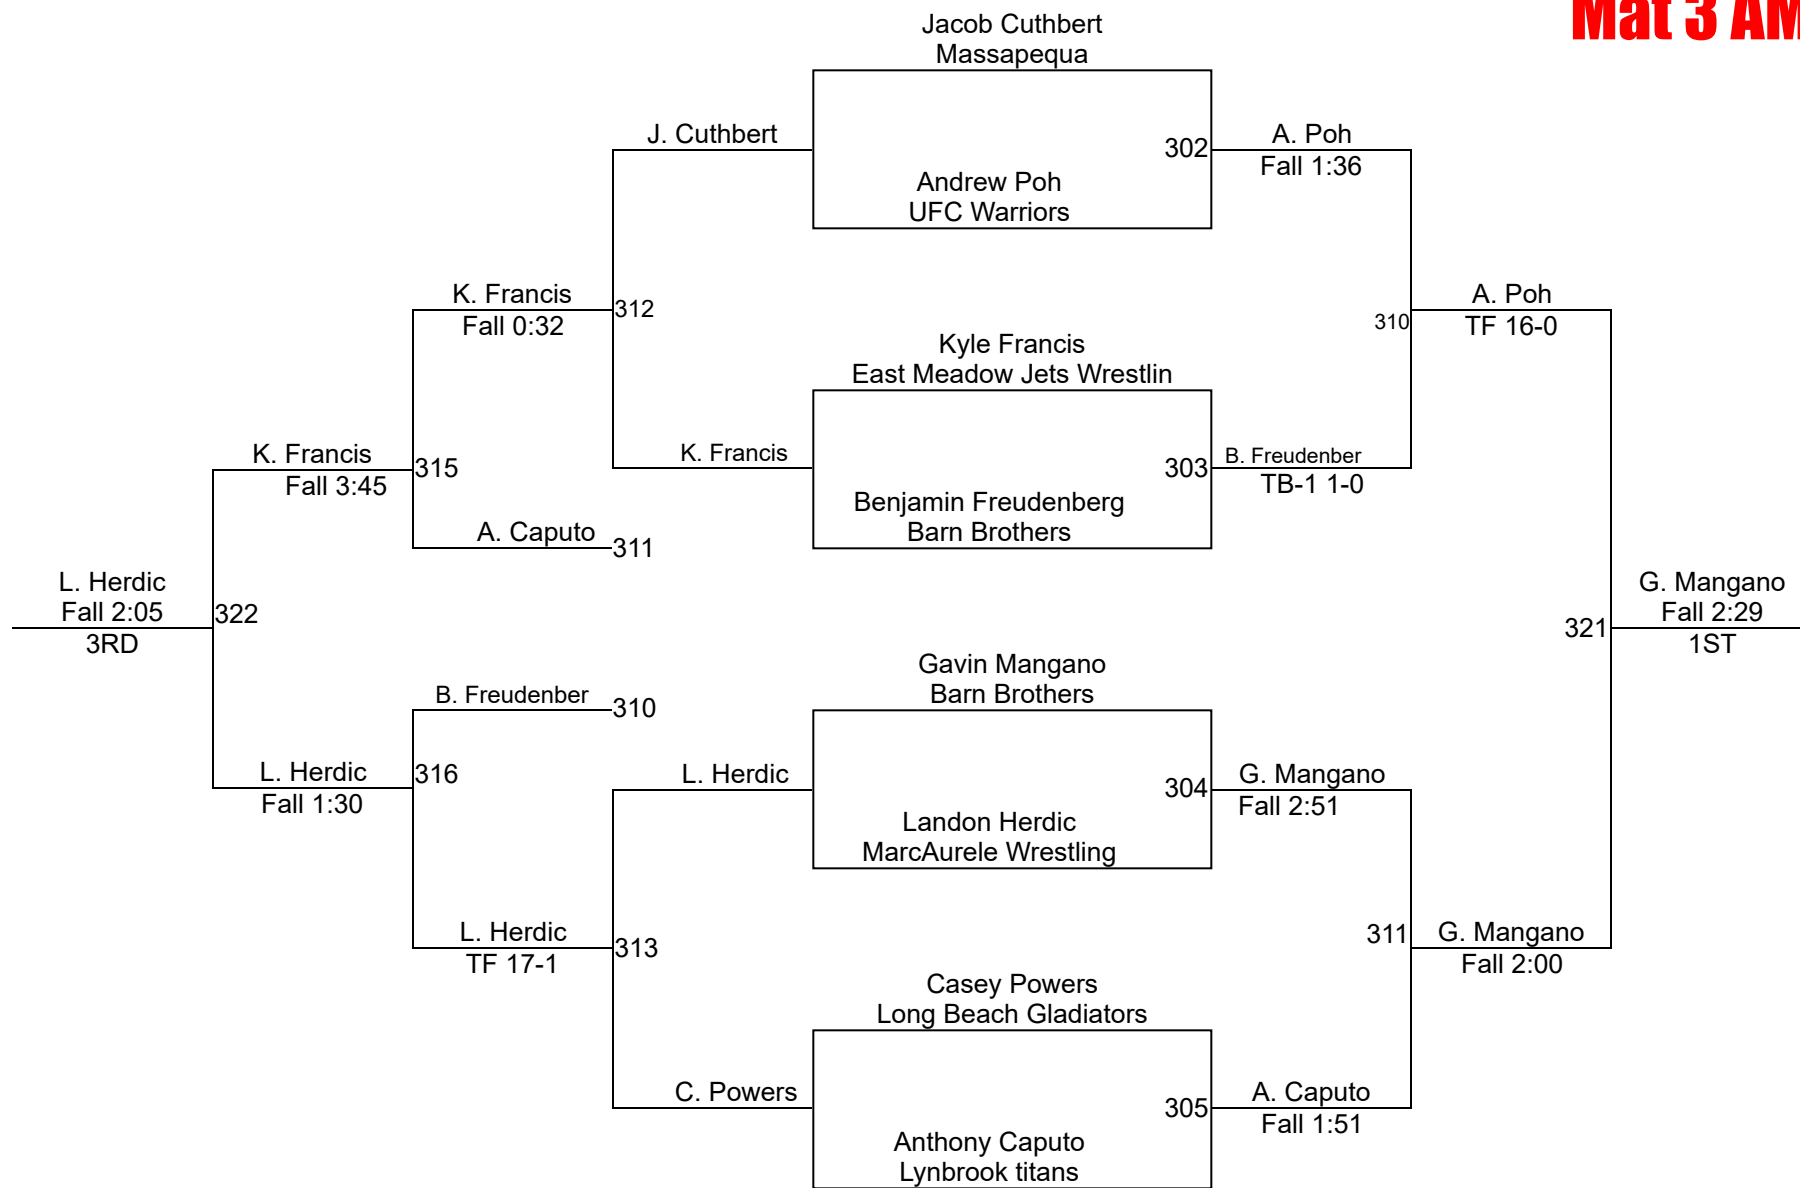 Mat 3 AM
Jacob Cuthbert
Massapequa
J. Cuthbert
302
A. Poh
Fall 1:36
Andrew Poh
UFC Warriors
K. Francis
Fall 0:32
312
310
A. Poh
TF 16-0
Kyle Francis
East Meadow Jets Wrestlin
K. Francis
Fall 3:45
315
K. Francis
303
B. Freudenber
TB-1 1-0
Benjamin Freudenberg
Barn Brothers
A. Caputo
311
L. Herdic
Fall 2:05
3RD
322
321
G. Mangano
Fall 2:29
1ST
Gavin Mangano
Barn Brothers
B. Freudenber
310
L. Herdic
Fall 1:30
316
L. Herdic
304
G. Mangano
Fall 2:51
Landon Herdic
MarcAurele Wrestling
L. Herdic
TF 17-1
313
311
G. Mangano
Fall 2:00
Casey Powers
Long Beach Gladiators
C. Powers
305
A. Caputo
Fall 1:51
Anthony Caputo
Lynbrook titans